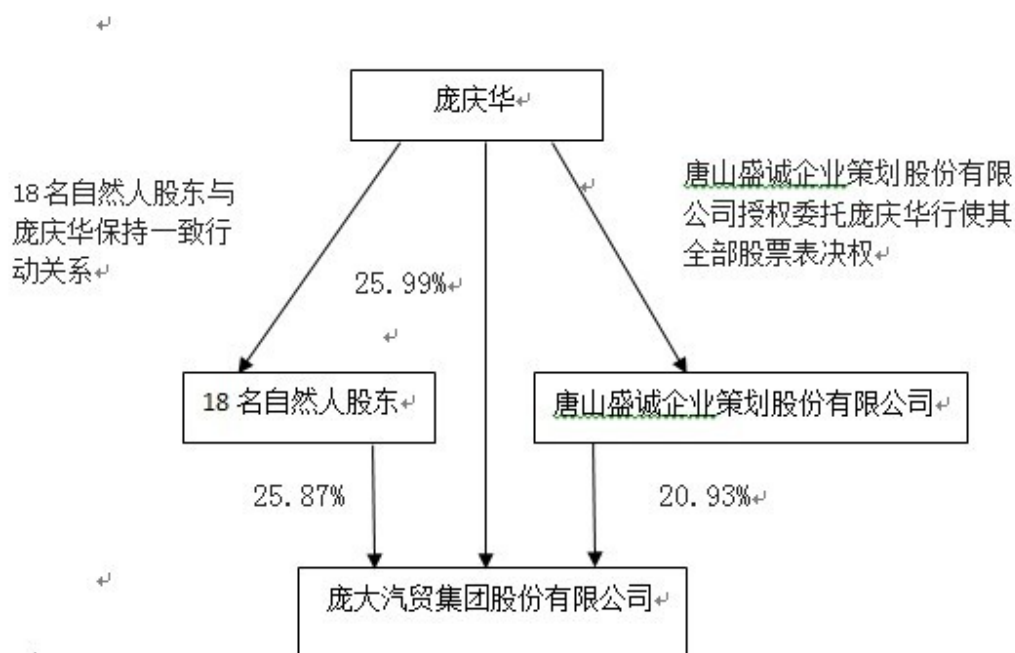 庞庆华
18名自然人股东与
庞庆华保持一致行
动关系
唐山盛诚企业策划股份有限
公司授权委托庞庆华行使其
全部股票表决权
25.99%
18 名自然人股东
唐山盛诚企业策划股份有限公司
25.87%
20.93%
庞大汽贸集团股份有限公司